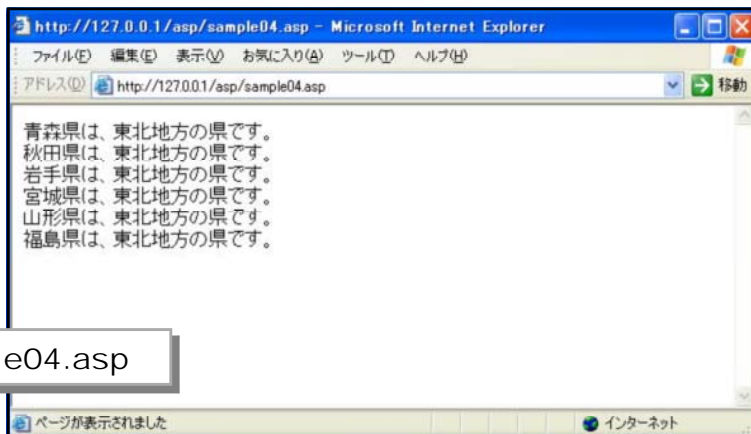 http://127.0.0.1/asp/sample04.asp - Microsoft Internet Explorer
ファイル(F) 編集(E) 表示(V) お気に入り(A) ツール(T) ヘルプ(H)
アドレス(D) http://127.0.0.1/asp/sample04.asp 移動
青森県は、東北地方の県です。
秋田県は、東北地方の県です。
岩手県は、東北地方の県です。
宮城県は、東北地方の県です。
山形県は、東北地方の県です。
福島県は、東北地方の県です。
e04.asp
ページが表示されました インターネット